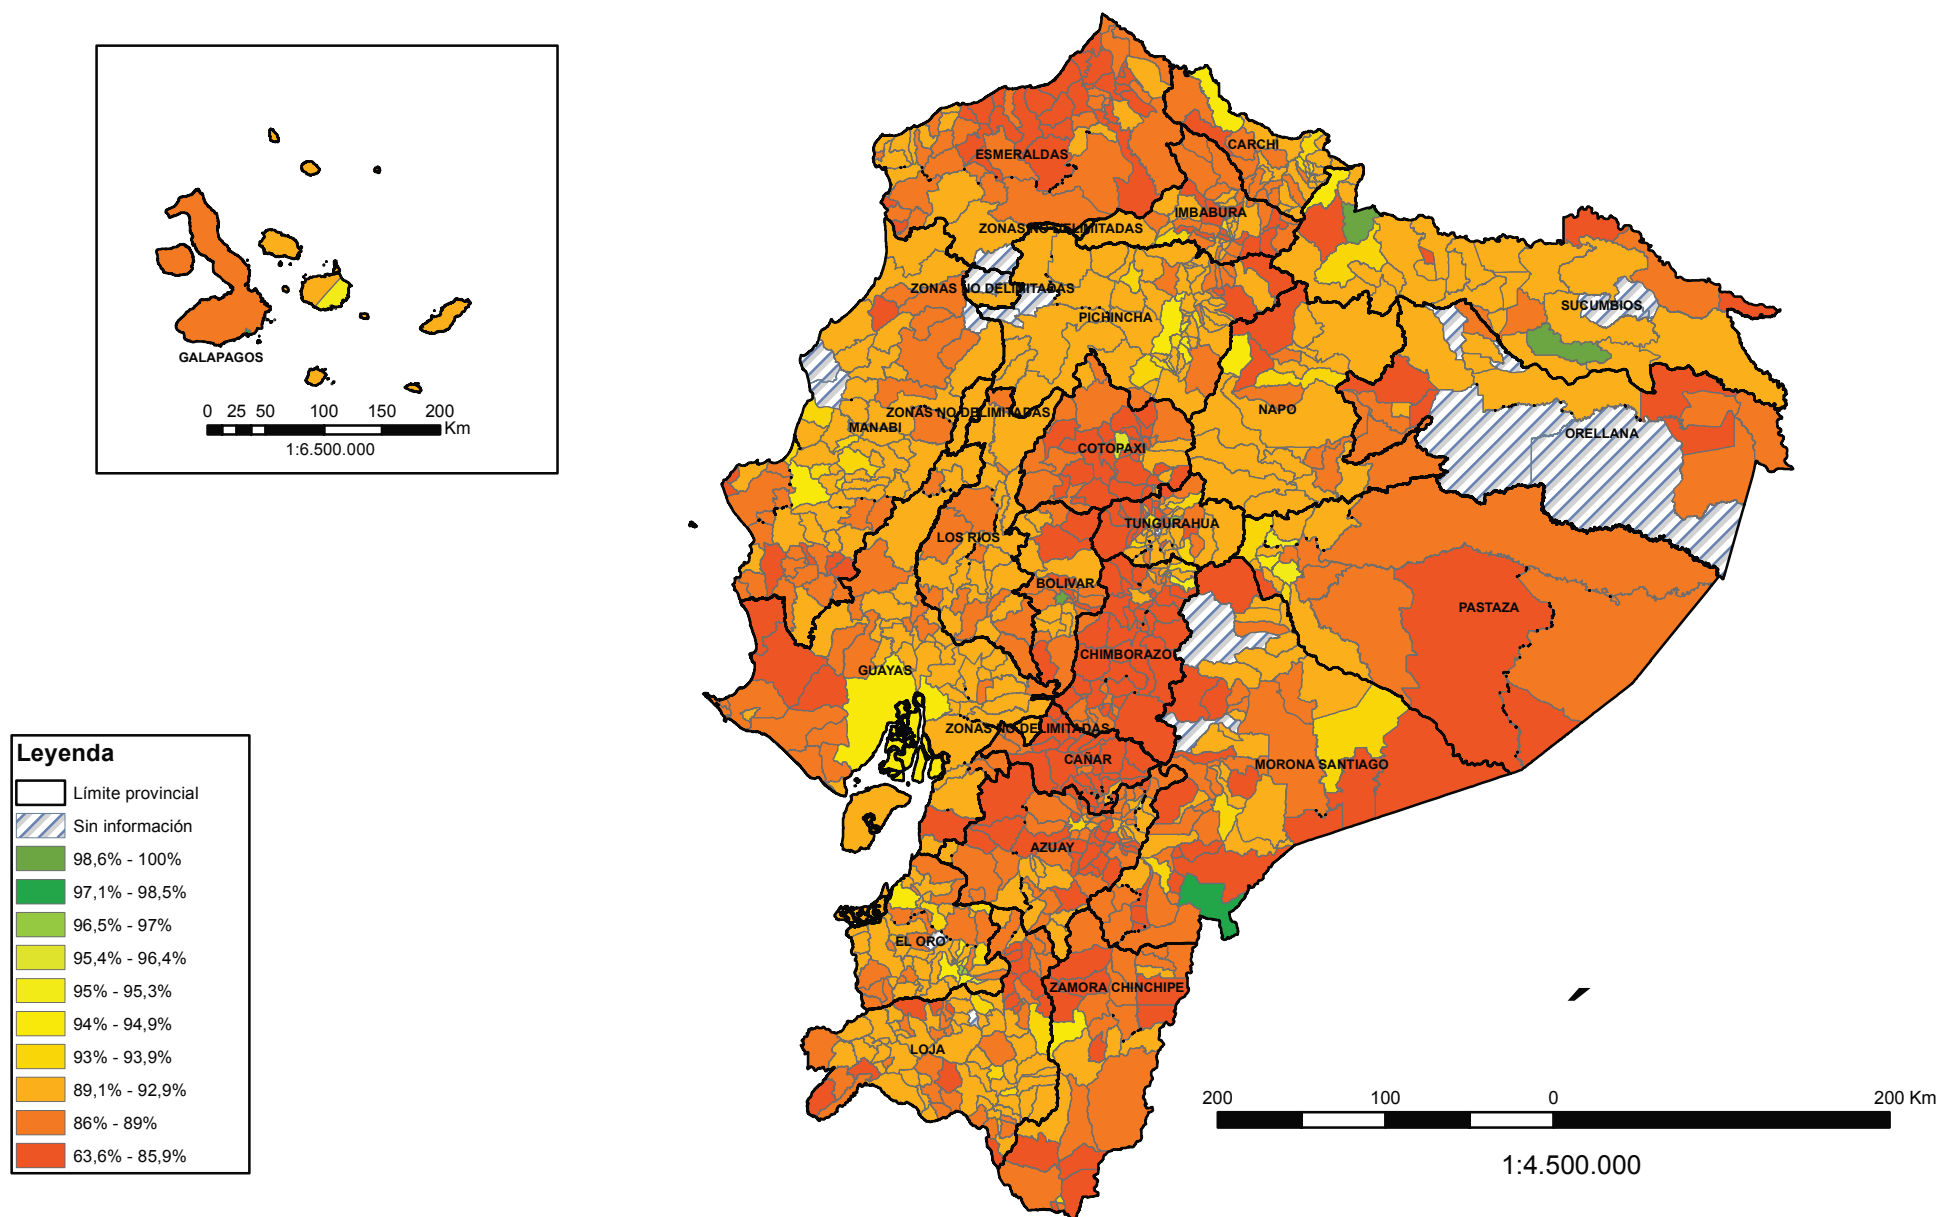 GALAPAGOS
0 25 50 100 150 200
Km
1:6.500.000
ESMERALDAS
CARCHI
IMBABURA
ZONAS NO DELIMITADAS
ZONAS NO DELIMITADAS
PICHINCHA
SUCUMBIOS
ZONAS NO DELIMITADAS
MANABI
NAPO
ORELLANA
COTOPAXI
TUNGURAHUA
LOS RIOS
BOLIVAR
PASTAZA
CHIMBORAZO
GUAYAS
ZONAS NO DELIMITADAS
CAÑAR
MORONA SANTIAGO
AZUAY
EL ORO
ZAMORA CHINCHIPE
LOJA
Leyenda
Límite provincial
Sin información
98,6% - 100%
97,1% - 98,5%
96,5% - 97%
95,4% - 96,4%
95% - 95,3%
94% - 94,9%
93% - 93,9%
89,1% - 92,9%
86% - 89%
63,6% - 85,9%
200 100 0 200 Km
1:4.500.000